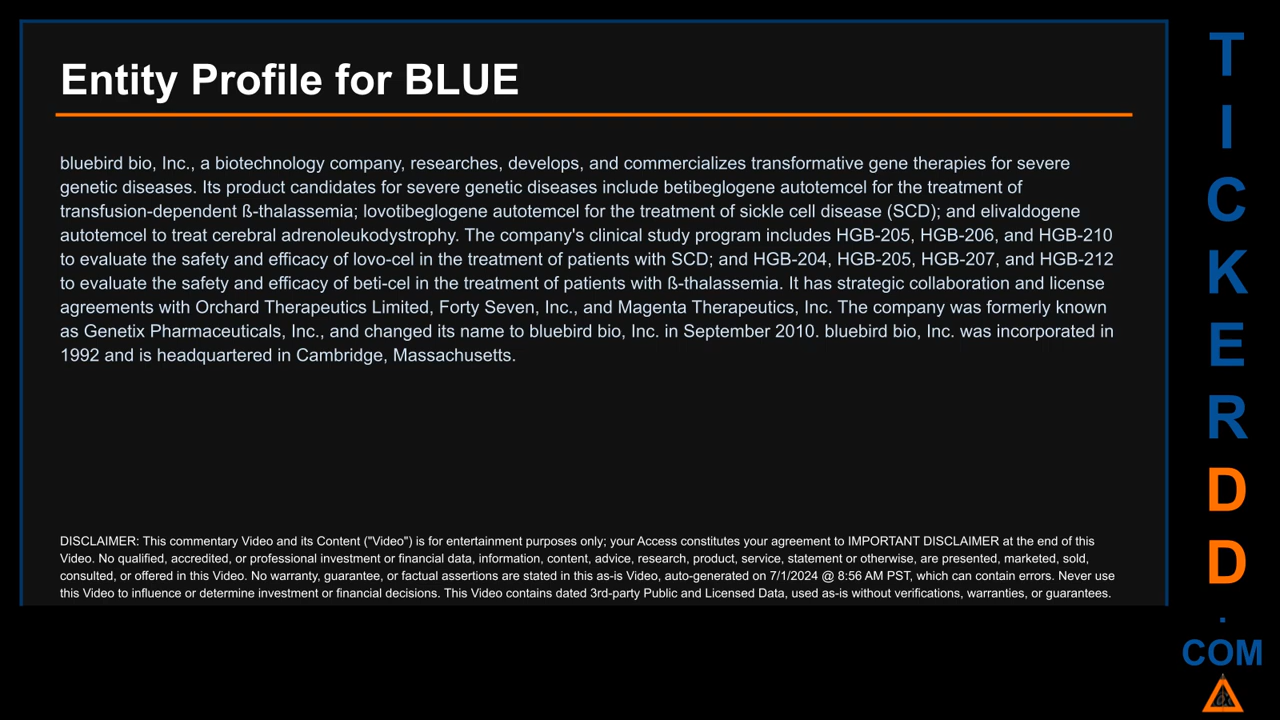 Entity Profile for BLUE
bluebird bio, Inc., a biotechnology company, researches, develops, and commercializes transformative gene therapies for severe
genetic diseases. Its product candidates for severe genetic diseases include betibeglogene autotemcel for the treatment of
transfusion-dependent ß-thalassemia; lovotibeglogene autotemcel for the treatment of sickle cell disease (SCD); and elivaldogene
autotemcel to treat cerebral adrenoleukodystrophy. The company's clinical study program includes HGB-205, HGB-206, and HGB-210
to evaluate the safety and efficacy of lovo-cel in the treatment of patients with SCD; and HGB-204, HGB-205, HGB-207, and HGB-212
to evaluate the safety and efficacy of beti-cel in the treatment of patients with ß-thalassemia. It has strategic collaboration and license
agreements with Orchard Therapeutics Limited, Forty Seven, Inc., and Magenta Therapeutics, Inc. The company was formerly known
as Genetix Pharmaceuticals, Inc., and changed its name to bluebird bio, Inc. in September 2010. bluebird bio, Inc. was incorporated in
1992 and is headquartered in Cambridge, Massachusetts.
DISCLAIMER: This commentary Video and its Content ("Video") is for entertainment purposes only; your Access constitutes your agreement to IMPORTANT DISCLAIMER at the end of this
Video. No qualified, accredited, or professional investment or financial data, information, content, advice, research, product, service, statement or otherwise, are presented, marketed, sold,
consulted, or offered in this Video. No warranty, guarantee, or factual assertions are stated in this as-is Video, auto-generated on 7/1/2024 @ 8:56 AM PST, which can contain errors. Never use
this Video to influence or determine investment or financial decisions. This Video contains dated 3rd-party Public and Licensed Data, used as-is without verifications, warranties, or guarantees.
T
I
C
K
E
R
D
D
.
COM